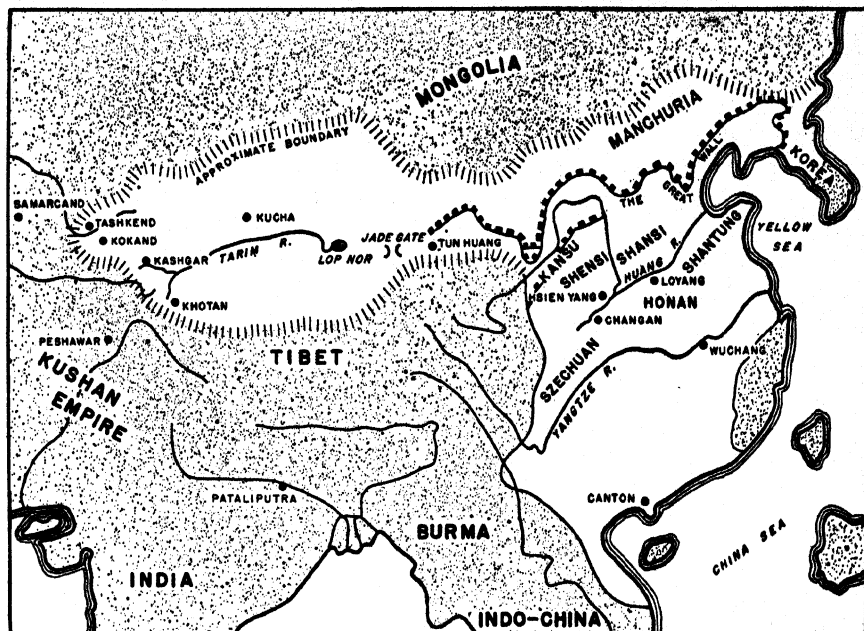 MONGOLIA
MANCHURIA
APPROXIMATE BOUNDARY
THE GREAT WALL
KOREA
SAMARCAND
TASHKEND
KOKAND
KUCHA
KASHGAR
TARIM R.
LOP NOR
JADE GATE
TUN HUANG
KANSU
SHENSI
SHANSI
HUANG R.
SHANTUNG
YELLOW
SEA
KHOTAN
HSIEN YANG
LOYANG
HONAN
CHANGAN
PESHAWAR
TIBET
SZECHUAN
WUCHANG
KUSHAN
EMPIRE
YANGTZE R.
PATALIPUTRA
CANTON
BURMA
CHINA SEA
INDIA
INDO-CHINA